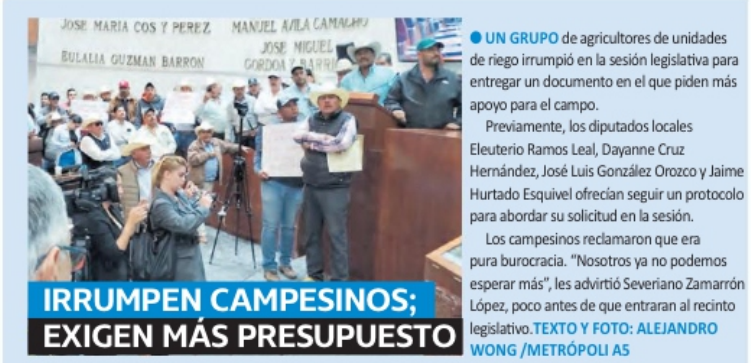 JOSE MARIA COS Y PEREZ MANUEL AVILA CAMACHO
EULALIA GUZMAN BARRON JOSE MIGUEL
GORDOA Y BARRI
IRRUMPEN CAMPESINOS;
EXIGEN MÁS PRESUPUESTO
● UN GRUPO de agricultores de unidades
de riego irrumpió en la sesión legislativa para
entregar un documento en el que piden más
apoyo para el campo.
Previamente, los diputados locales
Eleuterio Ramos Leal, Dayanne Cruz
Hernández, José Luis González Orozco y Jaime
Hurtado Esquivel ofrecían seguir un protocolo
para abordar su solicitud en la sesión.
Los campesinos reclamaron que era
pura burocracia. “Nosotros ya no podemos
esperar más”, les advirtió Severiano Zamarrón
López, poco antes de que entraran al recinto
legislativo.TEXTO Y FOTO: ALEJANDRO
WONG /METRÓPOLI A5